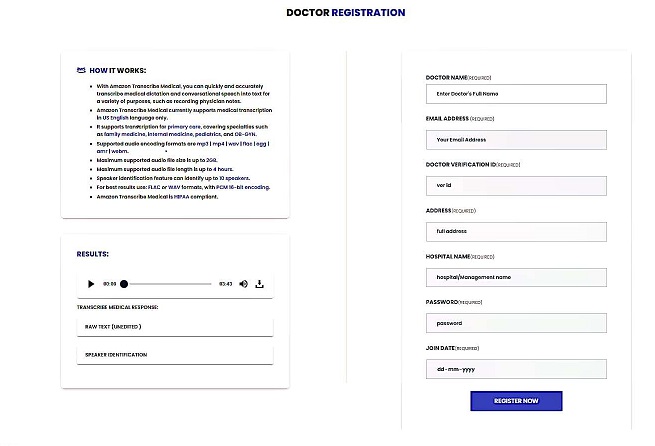 DOCTOR REGISTRATION
HOW IT WORKS:
With Amazon Transcribe Medical, you can quickly and accurately
transcribe medical dictation and conversational speech into text for
a variety of purposes, such as recording physician notes.
Amazon Transcribe Medical currently supports medical transcription
in US English language only.
It supports transcription for primary care, covering specialties such
as family medicine, internal medicine, pediatrics, and OB-GYN.
Supported audio encoding formats are mp3 | mp4 | wav | flac | ogg |
amr | webm.
Maximum supported audio file size is up to 2GB.
Maximum supported audio file length is up to 4 hours.
Speaker identification feature can identify up to 10 speakers.
For best results use: FLAC or WAV formats, with PCM 16-bit encoding.
Amazon Transcribe Medical is HIPAA compliant.
RESULTS:
00:00 03:43
TRANSCRIBE MEDICAL RESPONSE:
RAW TEXT (UNEDITED )
SPEAKER IDENTIFICATION
DOCTOR NAME(REQUIRED)
Enter Doctor's Full Name
EMAIL ADDRESS (REQUIRED)
Your Email Address
DOCTOR VERIFICATION ID(REQUIRED)
ver id
ADDRESS(REQUIRED)
full address
HOSPITAL NAME(REQUIRED)
hospital/Management name
PASSWORD(REQUIRED)
password
JOIN DATE(REQUIRED)
dd-mm-yyyy
REGISTER NOW